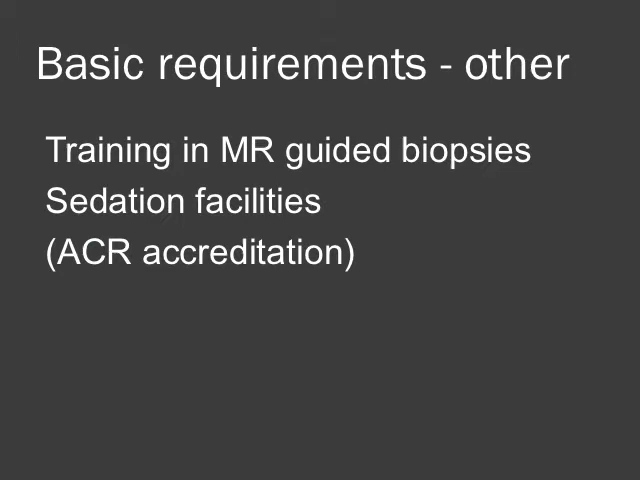 Basic requirements - other
Training in MR guided biopsies
Sedation facilities
(ACR accreditation)